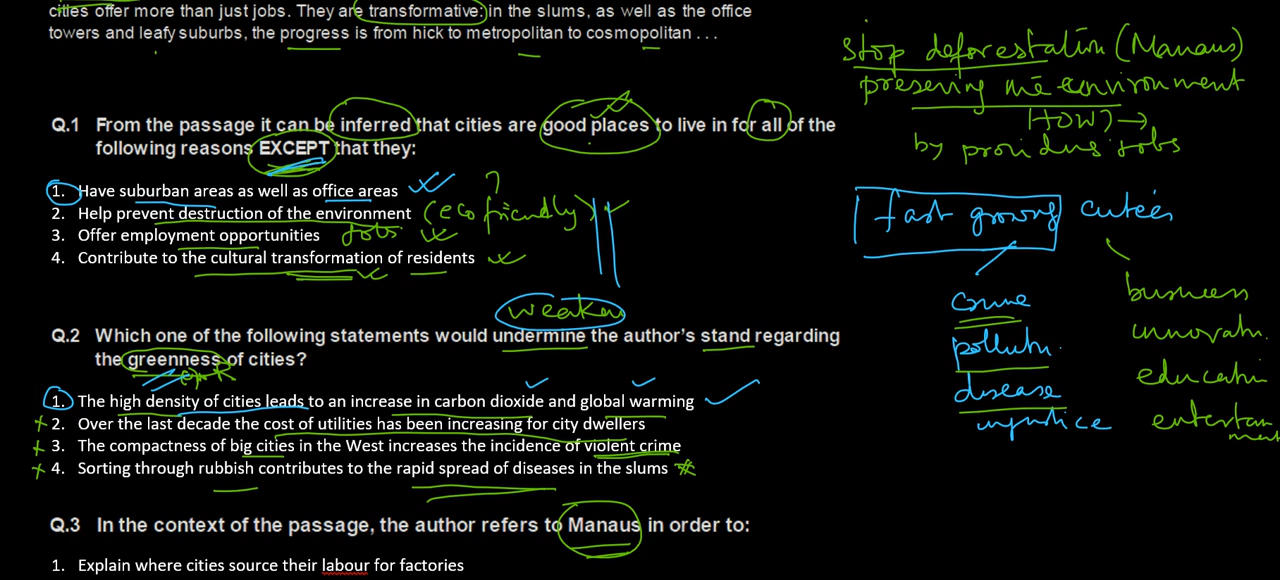 cities offer more than just jobs. They are transformative: in the slums, as well as the office
towers and leafy suburbs, the progress is from hick to metropolitan to cosmopolitan . . .
Q.1 From the passage it can be inferred that cities are good places to live in for all of the
following reasons EXCEPT that they:
1. Have suburban areas as well as office areas
2. Help prevent destruction of the environment (eco friendly)
3. Offer employment opportunities Jobs
4. Contribute to the cultural transformation of residents
weaken
Q.2 Which one of the following statements would undermine the author's stand regarding
the greenness of cities?
1. The high density of cities leads to an increase in carbon dioxide and global warming
2. Over the last decade the cost of utilities has been increasing for city dwellers
3. The compactness of big cities in the West increases the incidence of violent crime
4. Sorting through rubbish contributes to the rapid spread of diseases in the slums
Q.3 In the context of the passage, the author refers to Manaus in order to:
1. Explain where cities source their labour for factories
stop deforestation (Manaus)
preserving the environment
HOW?
by providing jobs
fast growing cities
crime
disease
injustice
business
education